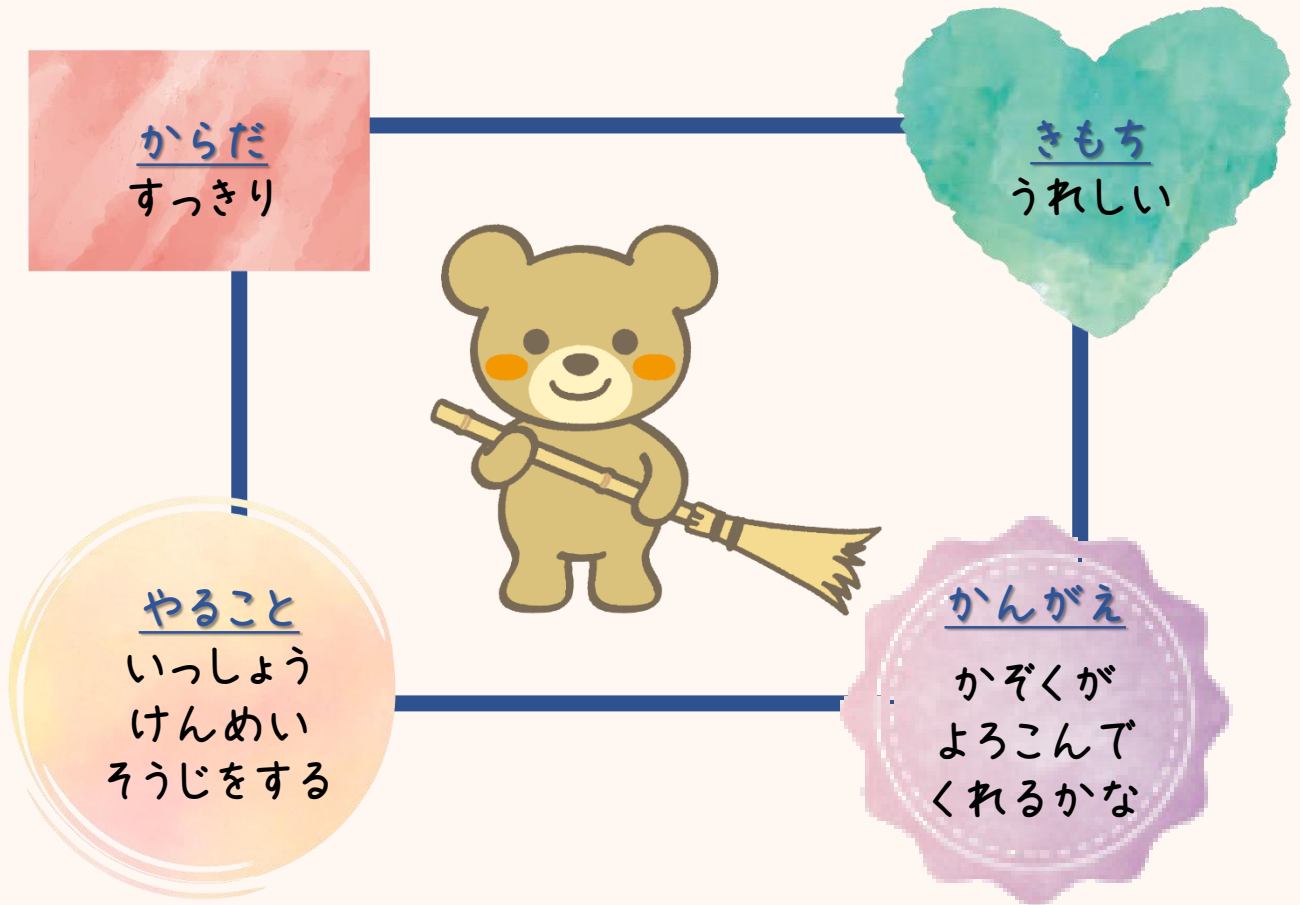 からだ
すっきり
きもち
うれしい
やること
いっしょう
けんめい
そうじをする
かんがえ
かぞくが
よろこんで
くれるかな